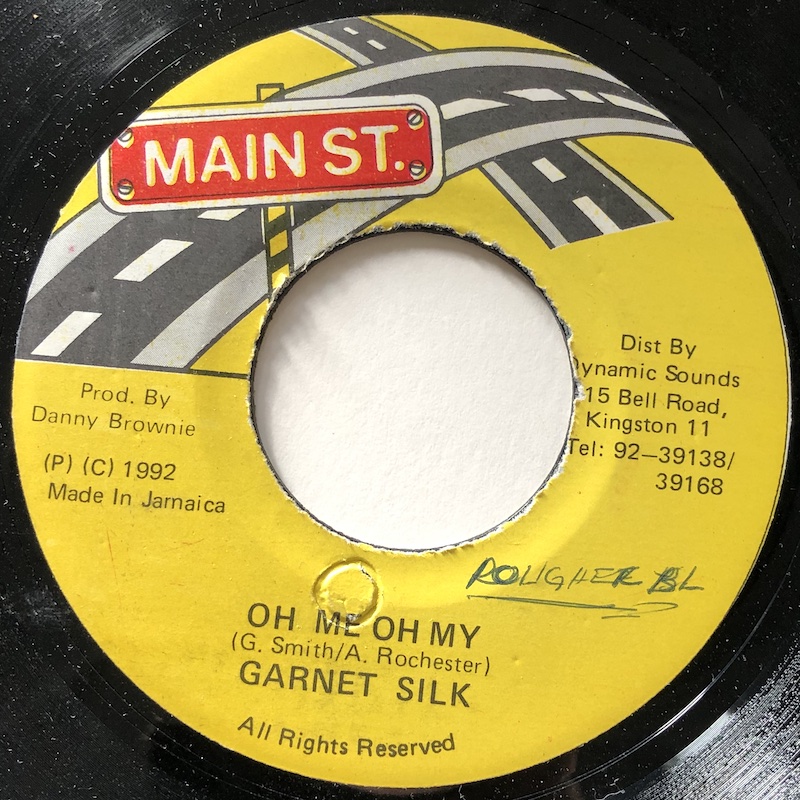 MAIN ST.
Prod. By
Danny Brownie
(P) (C) 1992
Made In Jamaica
Dist By
Dynamic Sounds
15 Bell Road,
Kingston 11
Tel: 92—39138/
39168
ROUGHER BL
OH ME OH MY
(G. Smith/A. Rochester)
GARNET SILK
All Rights Reserved